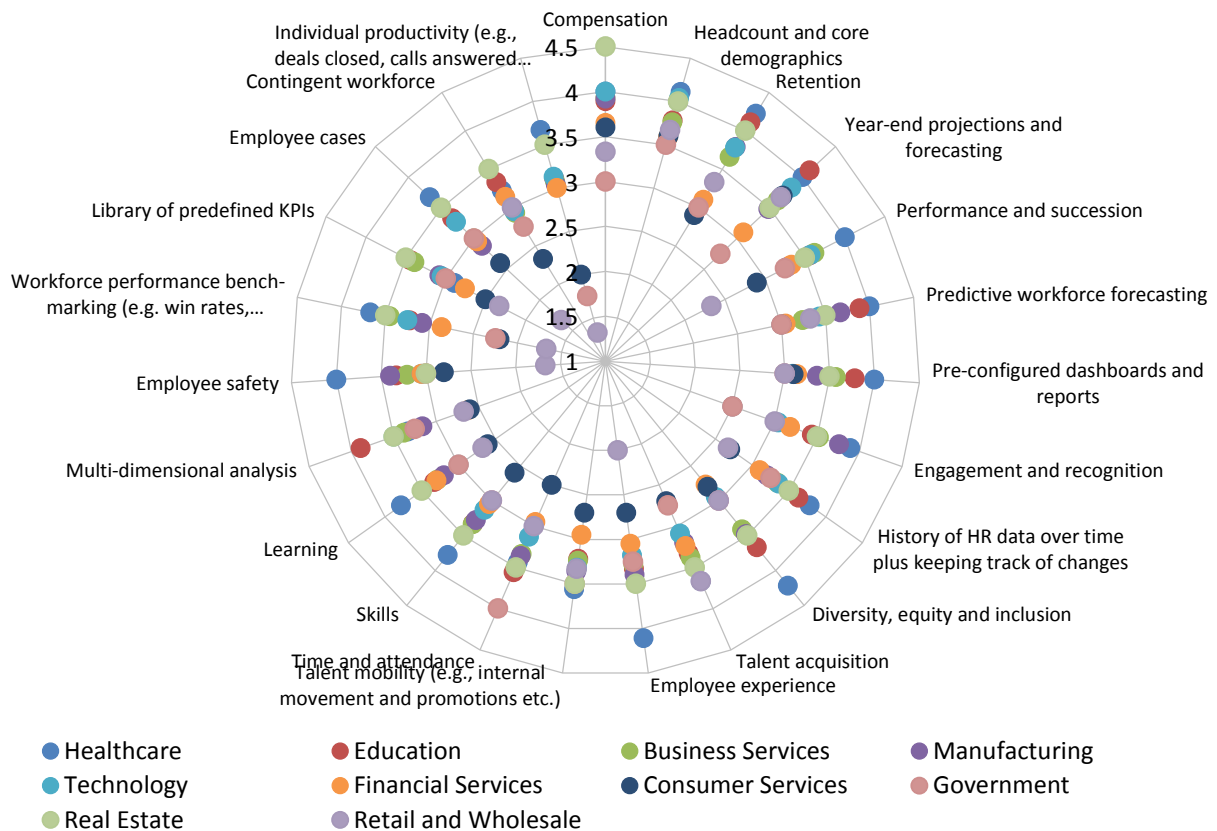 Compensation
Individual productivity (e.g.,
deals closed, calls answered…
Headcount and core
demographics
Contingent workforce
Retention
Employee cases
Year-end projections and
forecasting
Library of predefined KPIs
Performance and succession
Workforce performance bench-
marking (e.g. win rates,…
Predictive workforce forecasting
Employee safety
Pre-configured dashboards and
reports
Multi-dimensional analysis
Engagement and recognition
Learning
History of HR data over time
plus keeping track of changes
Skills
Diversity, equity and inclusion
Time and attendance
Talent acquisition
Talent mobility (e.g., internal
movement and promotions etc.)
Employee experience
4.5
4
3.5
3
2.5
2
1.5
1
Healthcare
Education
Business Services
Manufacturing
Technology
Financial Services
Consumer Services
Government
Real Estate
Retail and Wholesale